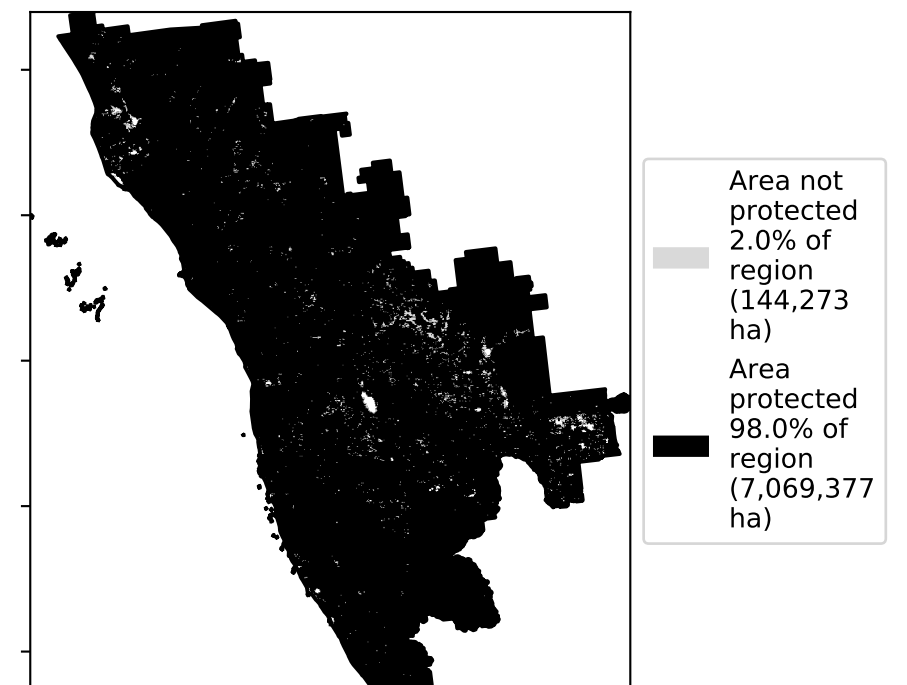 Area not
protected
2.0% of
region
(144,273
ha)
Area
protected
98.0% of
region
(7,069,377
ha)